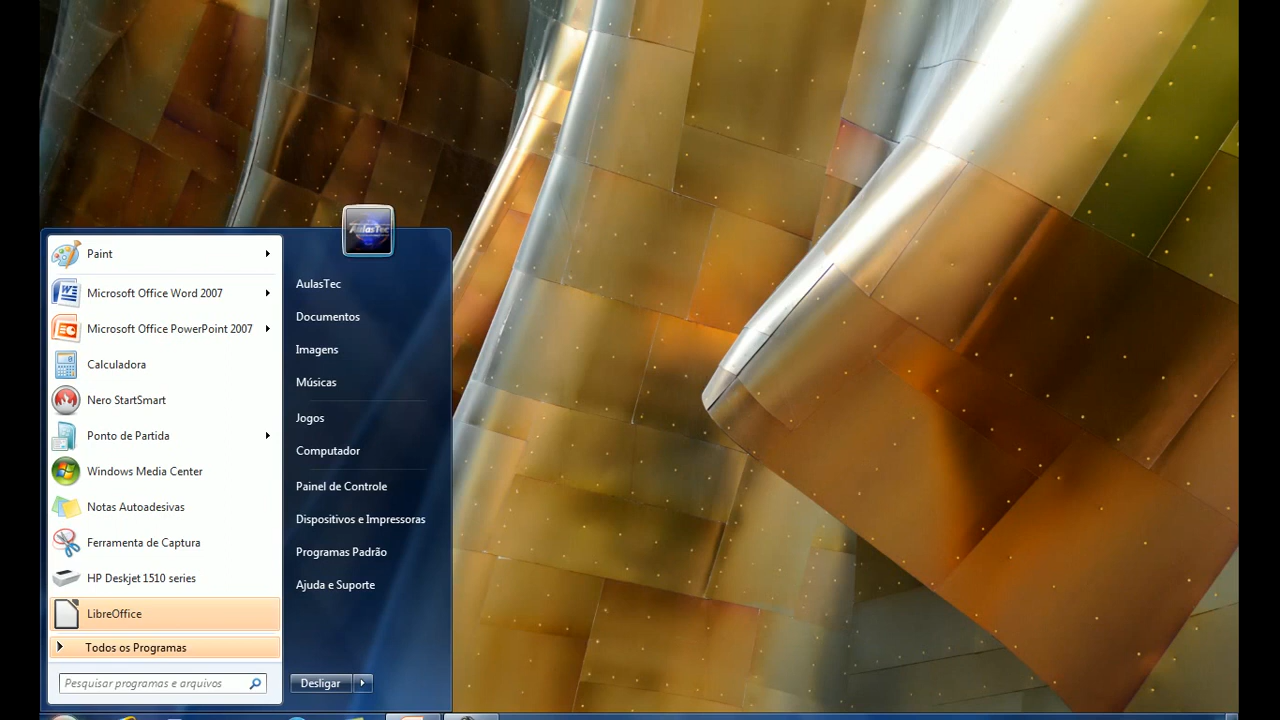 AulasTec
Paint
Microsoft Office Word 2007
Microsoft Office PowerPoint 2007
Calculadora
Nero StartSmart
Ponto de Partida
Windows Media Center
Notas Autoadesivas
Ferramenta de Captura
HP Deskjet 1510 series
LibreOffice
Todos os Programas
Pesquisar programas e arquivos
AulasTec
Documentos
Imagens
Músicas
Jogos
Computador
Painel de Controle
Dispositivos e Impressoras
Programas Padrão
Ajuda e Suporte
Desligar